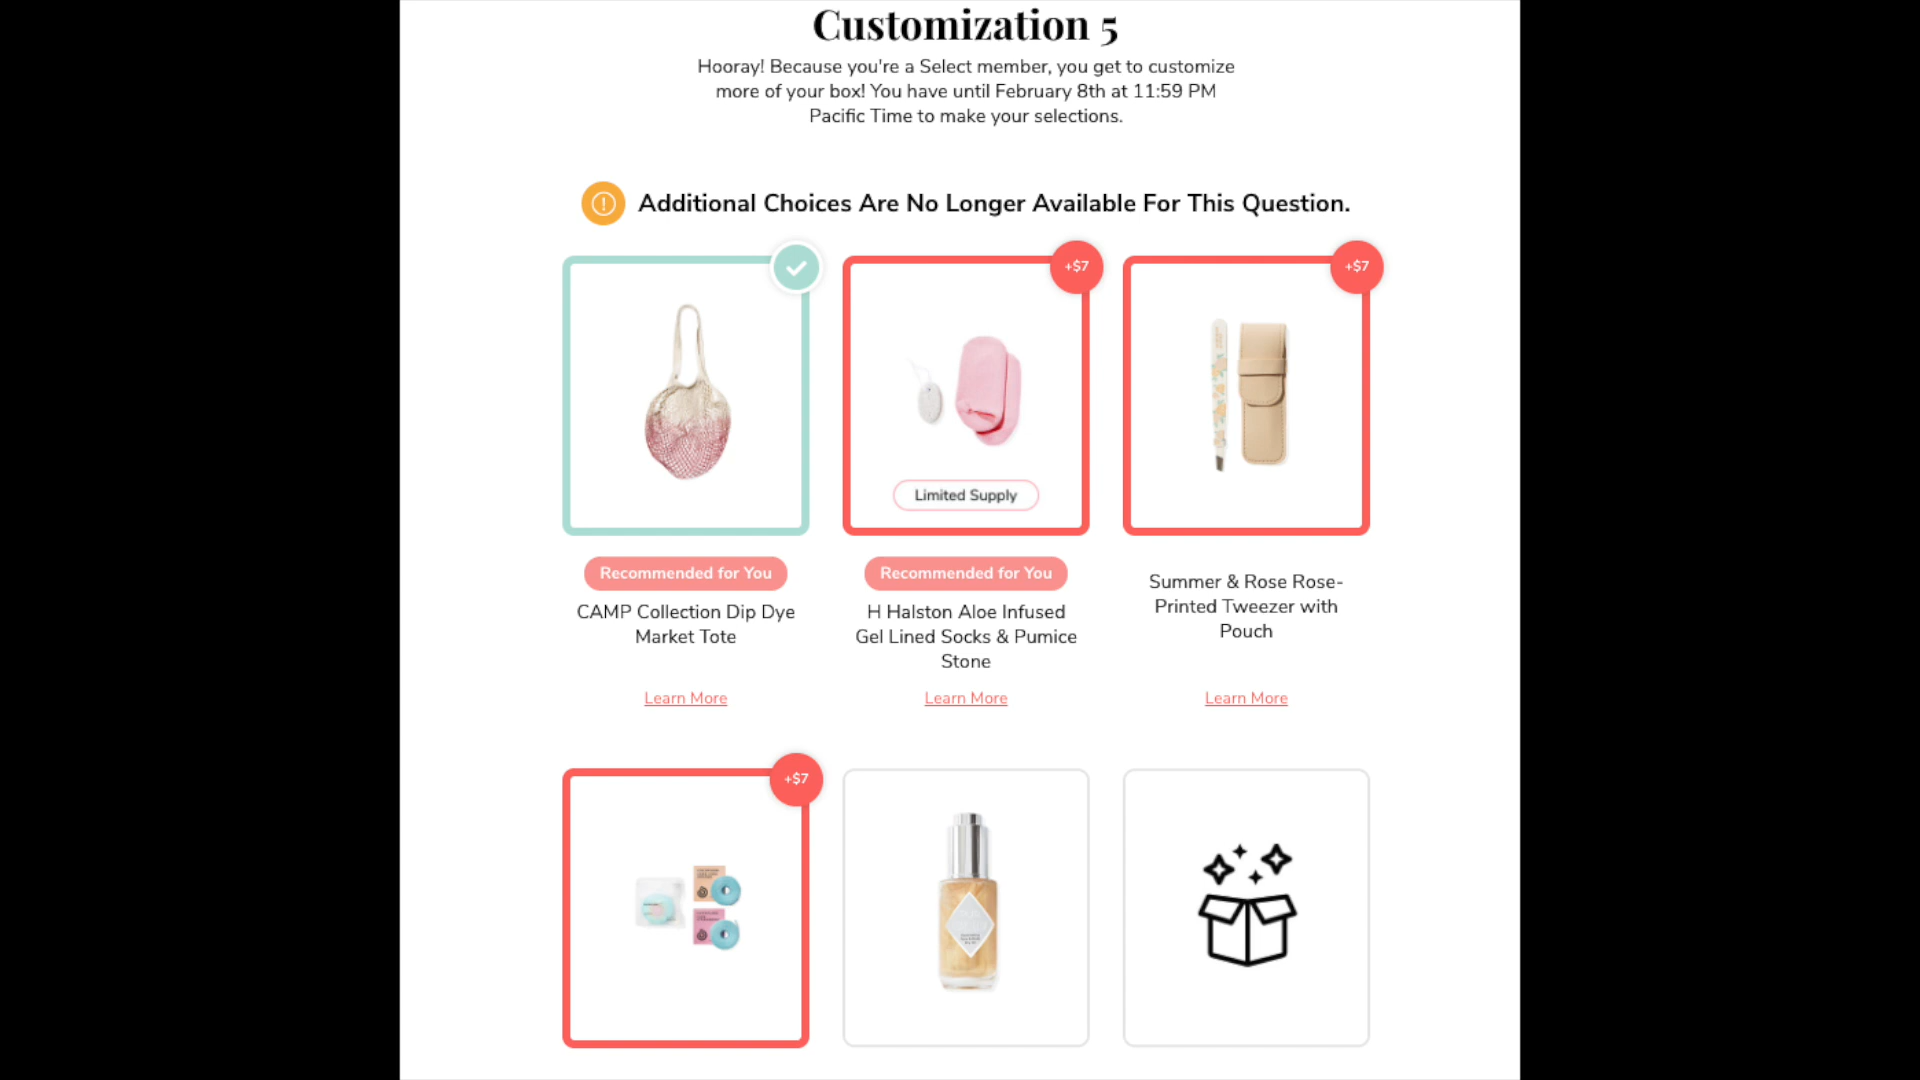 Customization 5
Hooray! Because you're a Select member, you get to customize
more of your box! You have until February 8th at 11:59 PM
Pacific Time to make your selections.
Additional Choices Are No Longer Available For This Question.
+$7
+$7
Limited Supply
Recommended for You
CAMP Collection Dip Dye
Market Tote
Learn More
Recommended for You
H Halston Aloe Infused
Gel Lined Socks & Pumice
Stone
Learn More
Summer & Rose Rose-
Printed Tweezer with
Pouch
Learn More
+$7